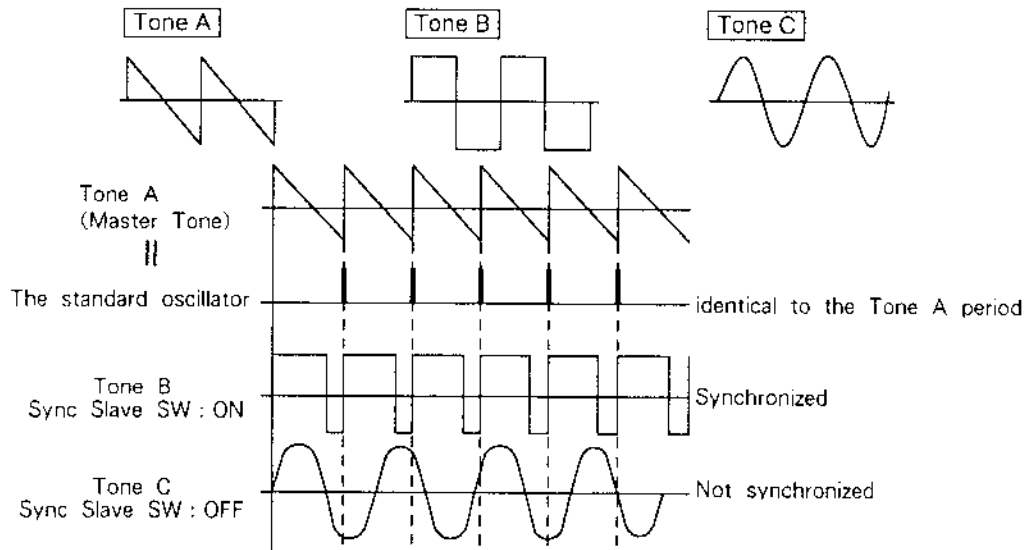 Tone A
Tone B
Tone C
Tone A
(Master Tone)
The standard oscillator
identical to the Tone A period
Tone B
Sync Slave SW : ON
Synchronized
Tone C
Sync Slave SW : OFF
Not synchronized